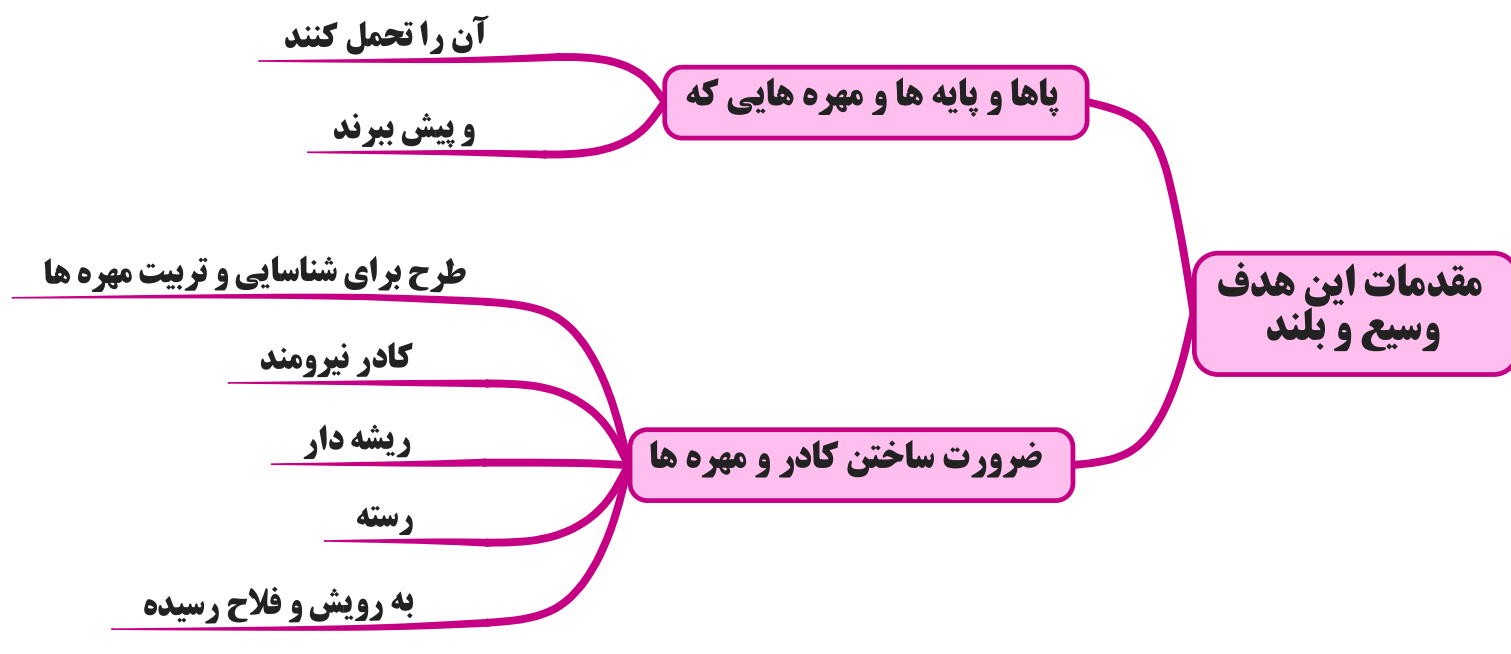 مقدمات این هدف
وسیع و بلند
پاها و پایه ها و مهره هایی که
آن را تحمل کنند
و پیش ببرند
ضرورت ساختن کادر و مهره ها
طرح برای شناسایی و تربیت مهره ها
کادر نیرومند
ریشه دار
رسته
به رویش و فلاح رسیده